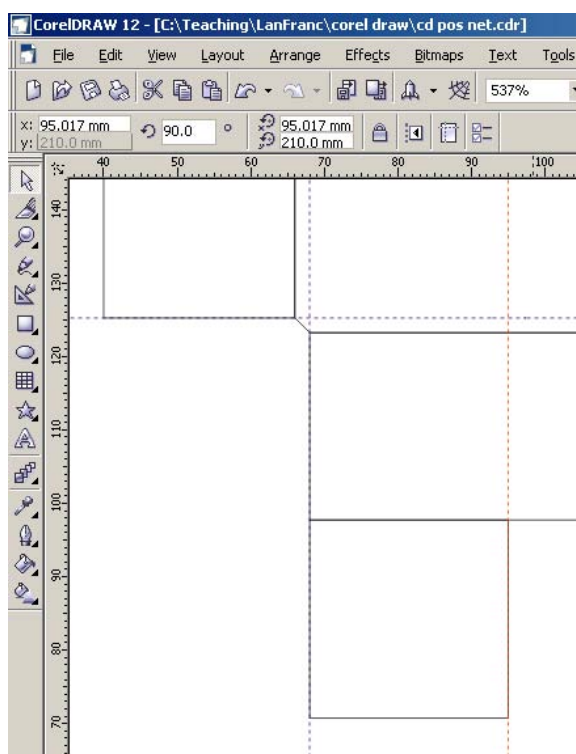 CorelDRAW 12 - [C:\Teaching\LanFranc\corel draw\cd pos net.cdr]
File Edit View Layout Arrange Effects Bitmaps Text Tools
537%
x: 95.017 mm 90.0 ° 95.017 mm
y: 210.0 mm 210.0 mm
40 50 60 70 80 90 100
140
130
120
110
100
90
80
70